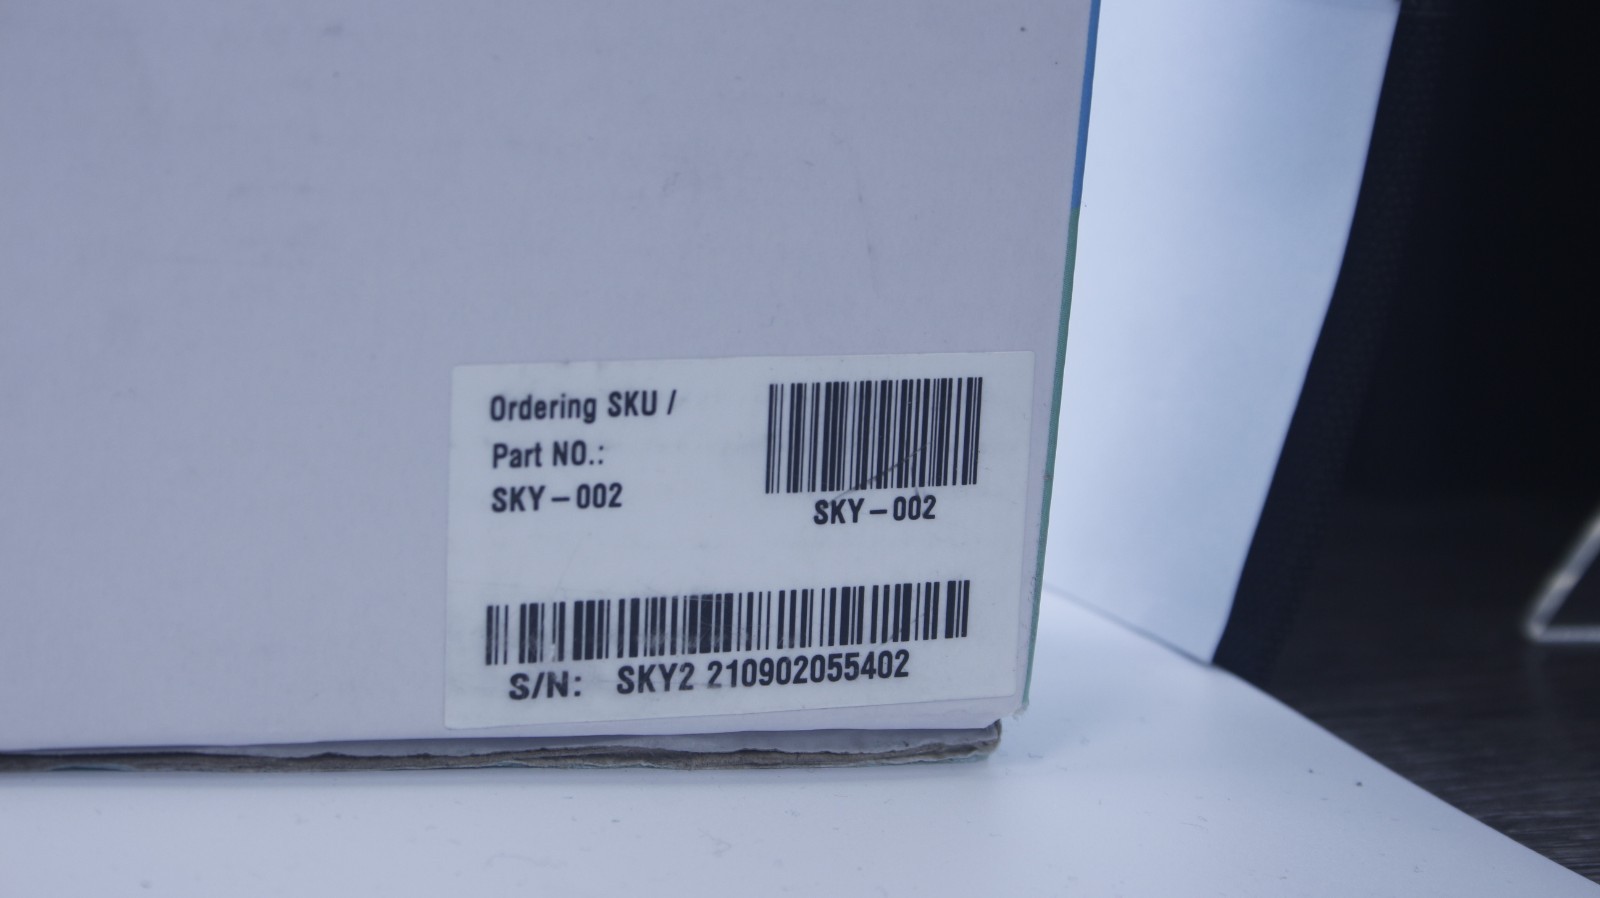 Ordering SKU /
Part NO.:
SKY-002
SKY-002
S/N: SKY2 210902055402